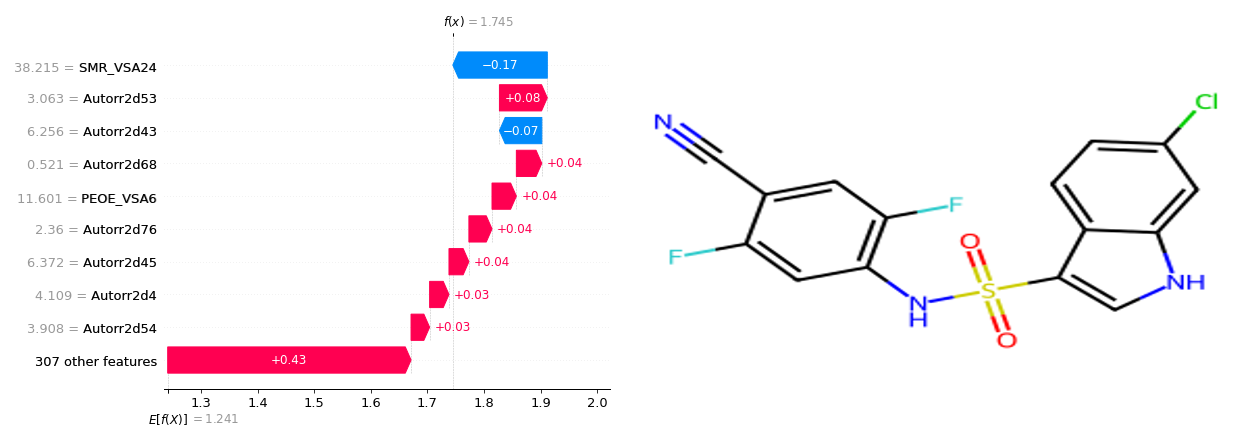 f(x) = 1.745
38.215 = SMR_VSA24
−0.17
3.063 = Autorr2d53
+0.08
6.256 = Autorr2d43
−0.07
0.521 = Autorr2d68
+0.04
11.601 = PEOE_VSA6
+0.04
2.36 = Autorr2d76
+0.04
6.372 = Autorr2d45
+0.04
4.109 = Autorr2d4
+0.03
3.908 = Autorr2d54
+0.03
307 other features
+0.43
1.3 1.4 1.5 1.6 1.7 1.8 1.9 2.0
E[f(X)] = 1.241
Cl
N
F
O
F
NH
S
NH
O